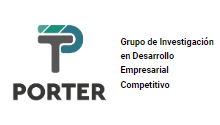 PORTER
Grupo de Investigación
en Desarrollo
Empresarial
Competitivo